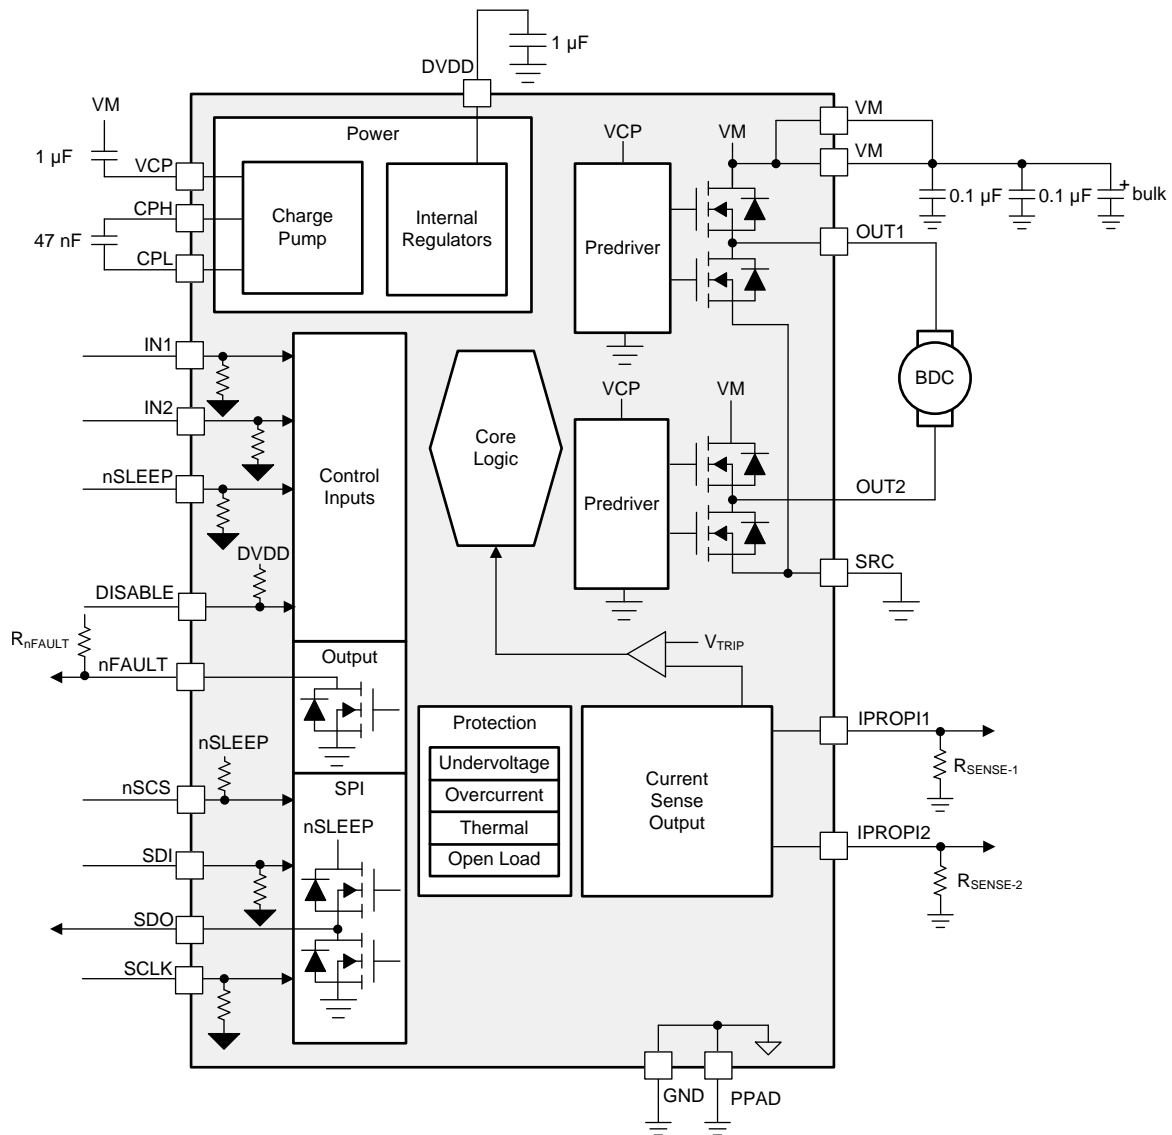 1 µF
DVDD
VM
Power
VCP
VM
VM
1 µF
VCP
VM
CPH
Charge
Pump
Internal
Regulators
Predriver
0.1 µF
0.1 µF
+
bulk
47 nF
CPL
OUT1
IN1
IN2
nSLEEP
Control
Inputs
Core
Logic
VCP
VM
BDC
Predriver
OUT2
DVDD
DISABLE
SRC
RnFAULT
nFAULT
Output
VTRIP
nSLEEP
nSCS
SPI
nSLEEP
SDI
SDO
SCLK
Protection
Undervoltage
Overcurrent
Thermal
Open Load
Current
Sense
Output
IPROPI1
RSENSE-1
IPROPI2
RSENSE-2
GND
PPAD